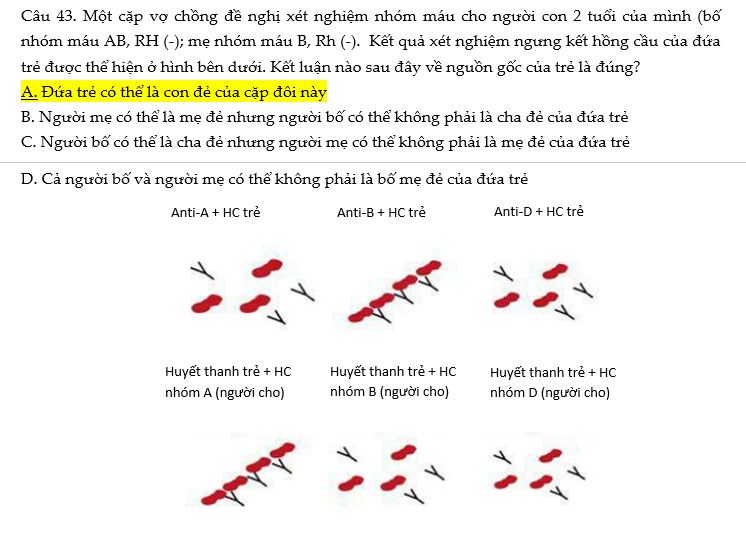 Câu 43. Một cặp vợ chồng đề nghị xét nghiệm nhóm máu cho người con 2 tuổi của mình (bố
nhóm máu AB, RH (-); mẹ nhóm máu B, Rh (-). Kết quả xét nghiệm ngưng kết hồng cầu của đứa
trẻ được thể hiện ở hình bên dưới. Kết luận nào sau đây về nguồn gốc của trẻ là đúng?
A. Đứa trẻ có thể là con đẻ của cặp đôi này
B. Người mẹ có thể là mẹ đẻ nhưng người bố có thể không phải là cha đẻ của đứa trẻ
C. Người bố có thể là cha đẻ nhưng người mẹ có thể không phải là mẹ đẻ của đứa trẻ
D. Cả người bố và người mẹ có thể không phải là bố mẹ đẻ của đứa trẻ
Anti-A + HC trẻ Anti-B + HC trẻ Anti-D + HC trẻ
Huyết thanh trẻ + HC Huyết thanh trẻ + HC Huyết thanh trẻ + HC
nhóm A (người cho) nhóm B (người cho) nhóm D (người cho)